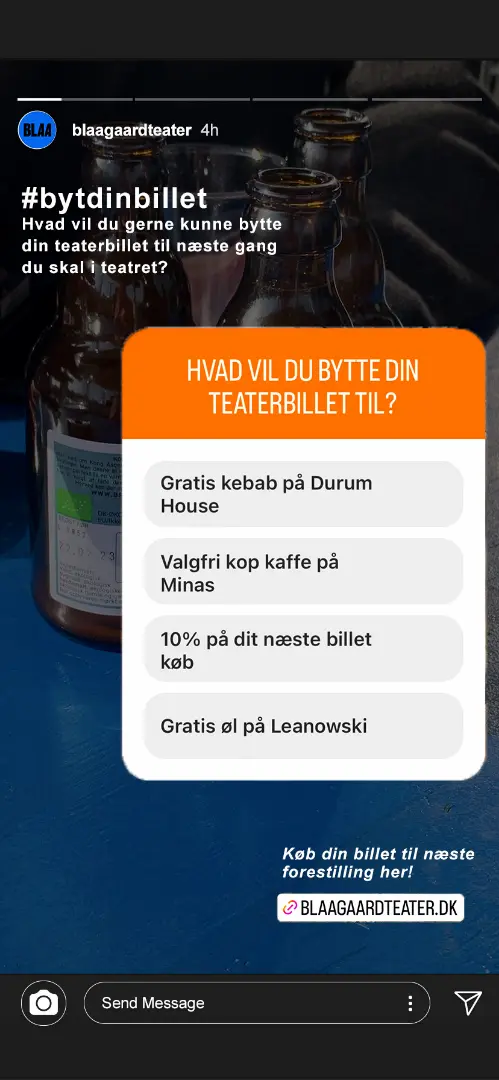 BLAA
blaagaardteater 4h
#bytdinbillet
Hvad vil du gerne kunne bytte
din teaterbillet til næste gang
du skal i teatret?
HVAD VIL DU BYTTE DIN
TEATERBILLET TIL?
Gratis kebab på Durum
House
Valgfri kop kaffe på
Minas
10% på dit næste billet
køb
Gratis øl på Leanowski
Køb din billet til næste
forestilling her!
BLAAGAARDTEATER.DK
Send Message